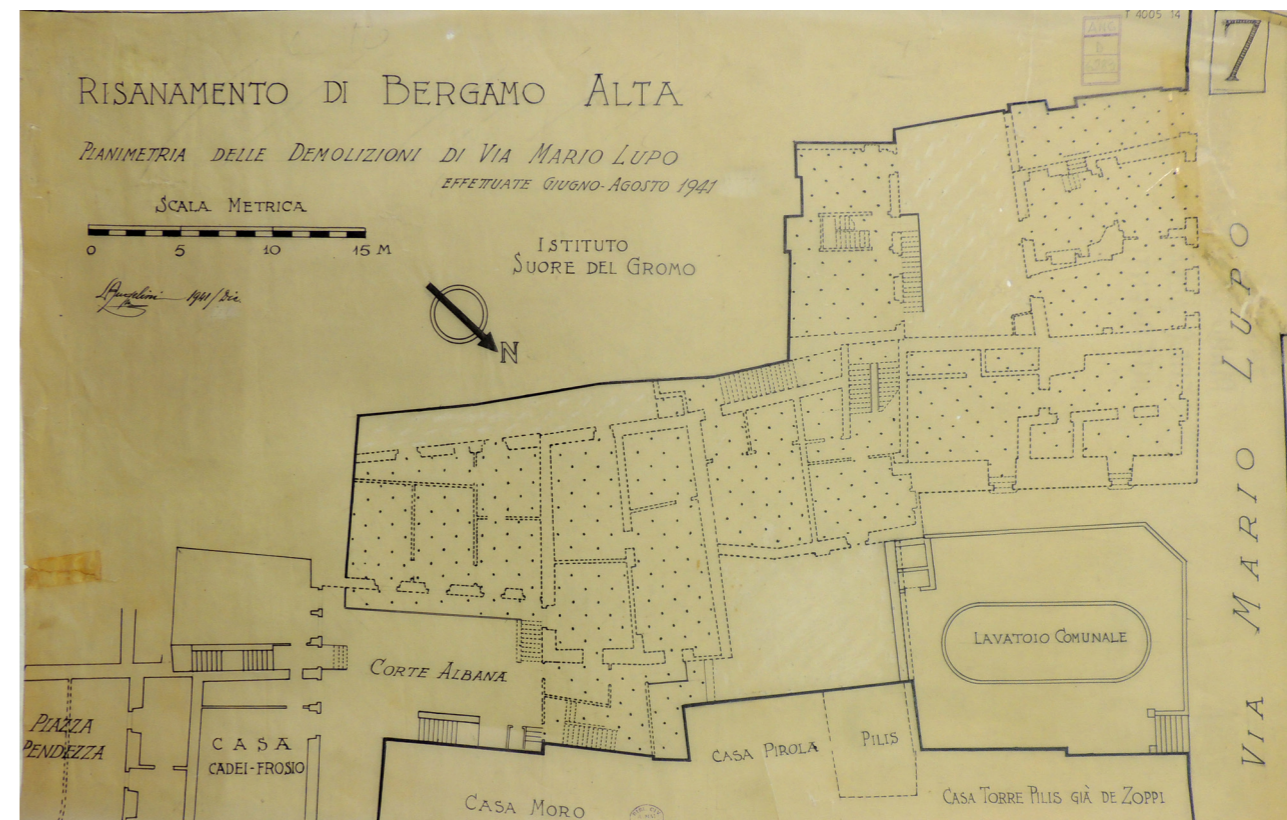 T 4005 14
7
RISANAMENTO DI BERGAMO ALTA
PLANIMETRIA DELLE DEMOLIZIONI DI VIA MARIO LUPO
EFFETTUATE GIUGNO-AGOSTO 1941
SCALA METRICA
0 5 10 15 M
1941/Dic.
ISTITUTO
SUORE DEL GROMO
N
VIA MARIO LUPO
LAVATOIO COMUNALE
CORTE ALBANA
PIAZZA
PENDEZZA
CASA
CADEI-FROSIO
CASA PIROLA
PILIS
CASA MORO
CASA TORRE PILIS GIÀ DE ZOPPI